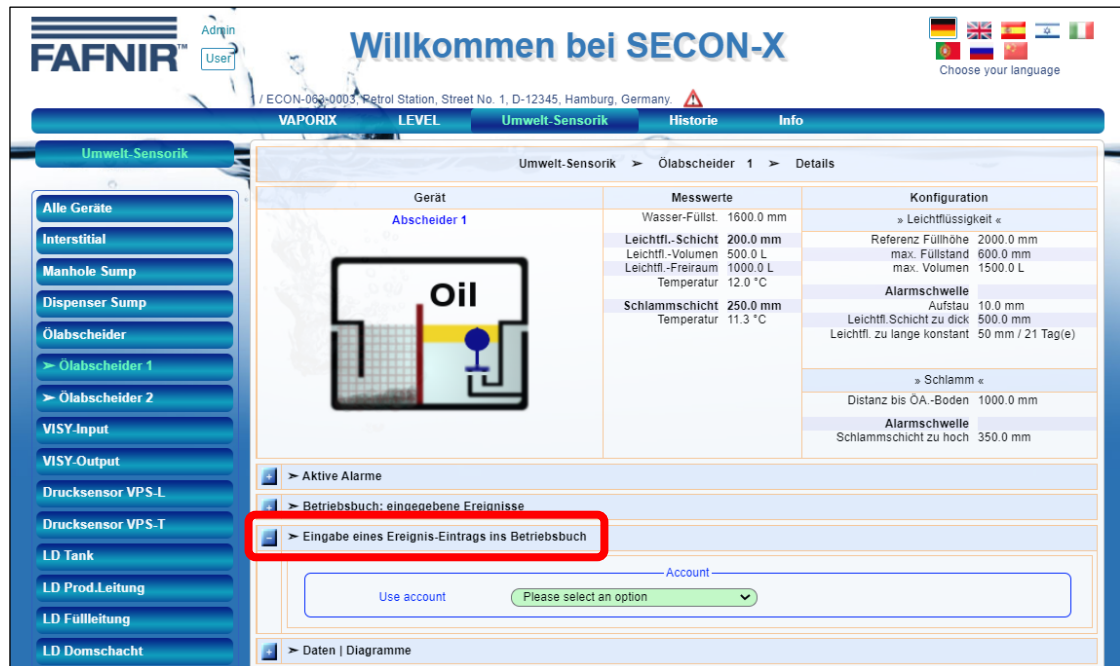 FAFNIR™
Admin
User
Willkommen bei SECON-X
Choose your language
/ ECON-063-0003, Petrol Station, Street No. 1, D-12345, Hamburg, Germany.
VAPORIX LEVEL Umwelt-Sensorik Historie Info
Umwelt-Sensorik
Alle Geräte
Interstitial
Manhole Sump
Dispenser Sump
Ölabscheider
➢ Ölabscheider 1
➢ Ölabscheider 2
VISY-Input
VISY-Output
Drucksensor VPS-L
Drucksensor VPS-T
LD Tank
LD Prod.Leitung
LD Füllleitung
LD Domschacht
Umwelt-Sensorik ➢ Ölabscheider 1 ➢ Details
Gerät
Abscheider 1
Oil
Messwerte
Wasser-Füllst. 1600.0 mm
Leichtfl.-Schicht 200.0 mm
Leichtfl.-Volumen 500.0 L
Leichtfl.-Freiraum 1000.0 L
Temperatur 12.0 °C
Schlammschicht 250.0 mm
Temperatur 11.3 °C
Konfiguration
» Leichtflüssigkeit «
Referenz Füllhöhe 2000.0 mm
max. Füllstand 600.0 mm
max. Volumen 1500.0 L
Alarmschwelle
Aufstau 10.0 mm
Leichtfl.Schicht zu dick 500.0 mm
Leichtfl. zu lange konstant 50 mm / 21 Tag(e)
» Schlamm «
Distanz bis ÖA.-Boden 1000.0 mm
Alarmschwelle
Schlammschicht zu hoch 350.0 mm
➢ Aktive Alarme
➢ Betriebsbuch: eingegebene Ereignisse
➢ Eingabe eines Ereignis-Eintrags ins Betriebsbuch
Account
Use account Please select an option
➢ Daten | Diagramme